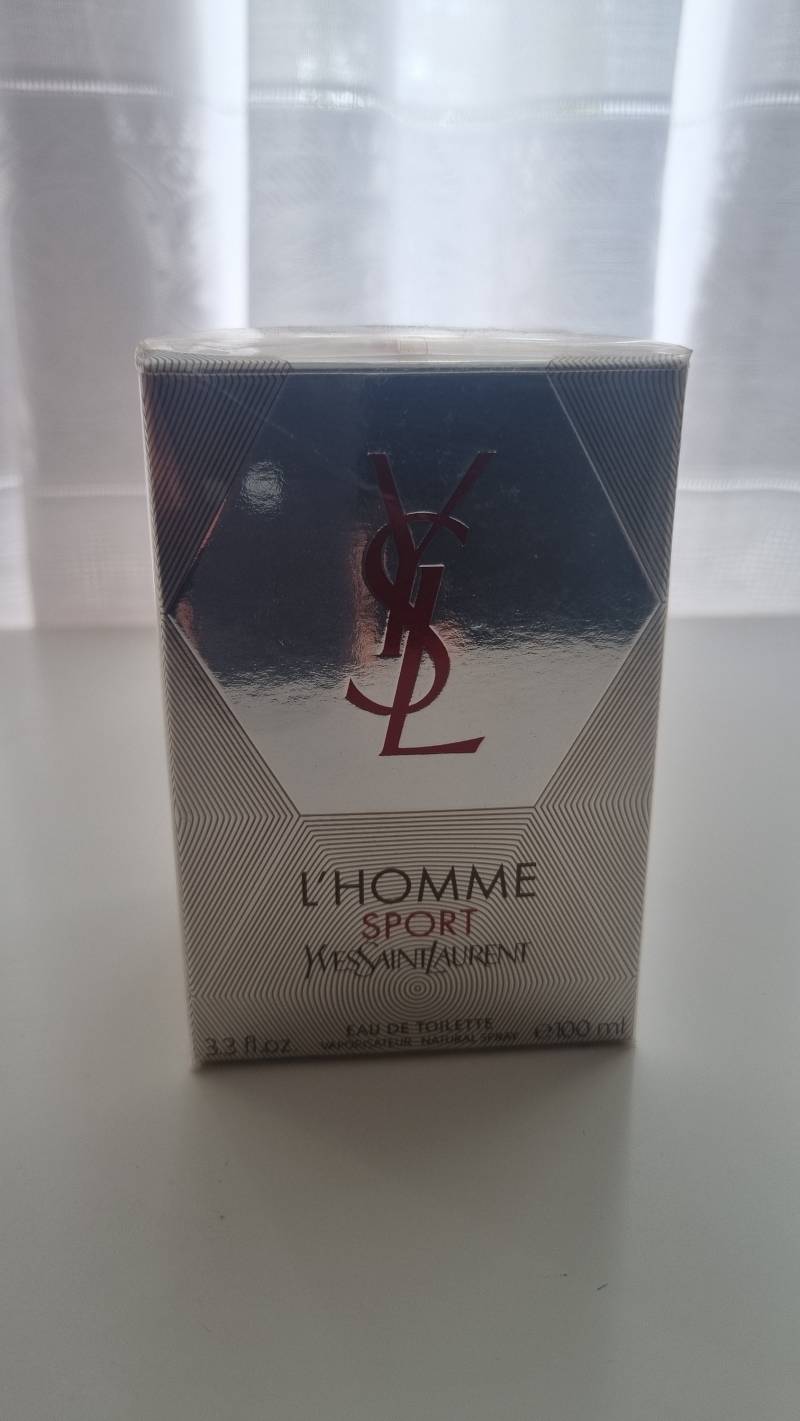 YSL
L'HOMME
SPORT
YVESSAINTLAURENT
EAU DE TOILETTE
3.3 fl.oz VAPORISATEUR NATURAL SPRAY ℮100 ml